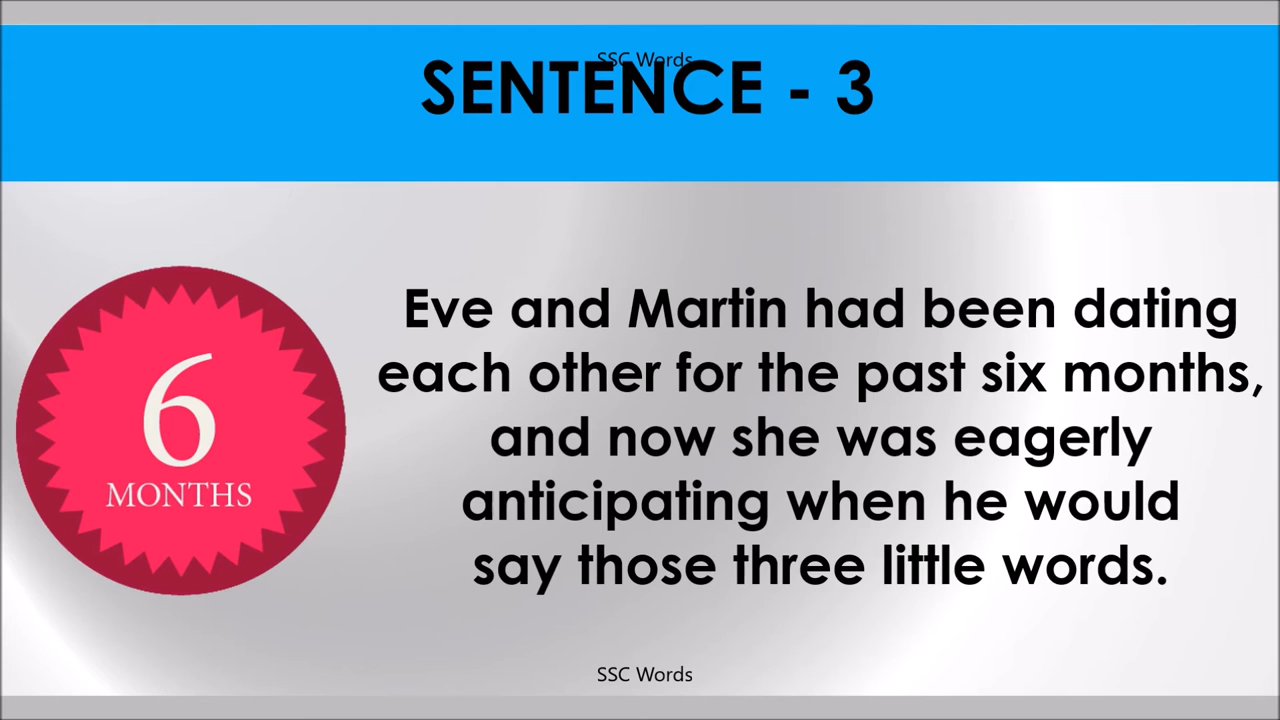 SSC Words
SENTENCE - 3
6
MONTHS
Eve and Martin had been dating
each other for the past six months,
and now she was eagerly
anticipating when he would
say those three little words.
SSC Words